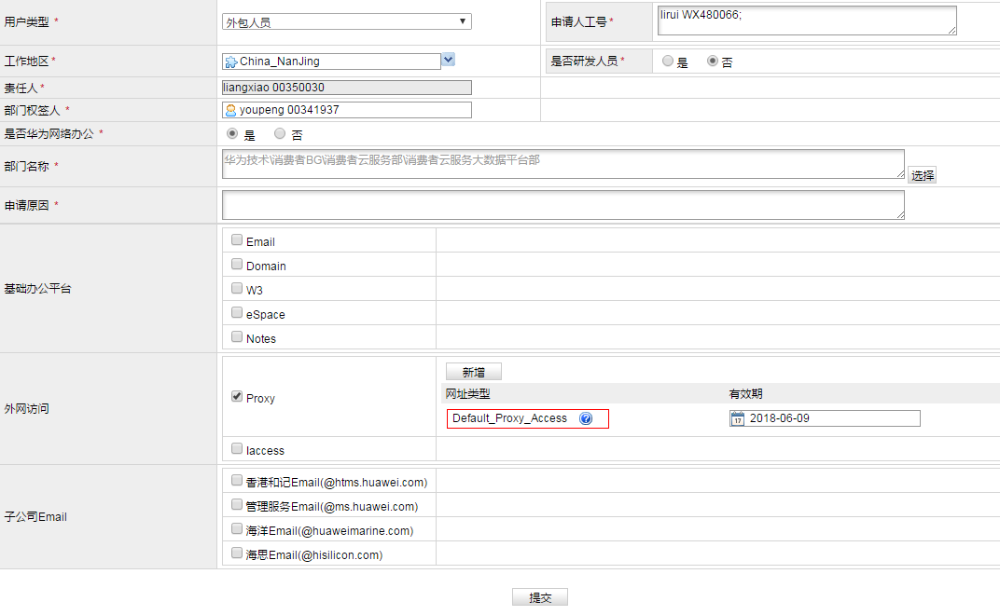 用户类型 * 外包人员 申请人工号* lirui WX480066;
工作地区* China_NanJing 是否研发人员* 是 否
责任人* liangxiao 00350030
部门权签人 * youpeng 00341937
是否华为网络办公 * 是 否
部门名称 * 华为技术\消费者BG\消费者云服务部\消费者云服务大数据平台部 选择
申请原因 *
基础办公平台
Email
Domain
W3
eSpace
Notes
外网访问
Proxy
新增
网址类型 有效期
Default_Proxy_Access 17 2018-06-09
Iaccess
子公司Email
香港和记Email(@htms.huawei.com)
管理服务Email(@ms.huawei.com)
海洋Email(@huaweimarine.com)
海思Email(@hisilicon.com)
提交